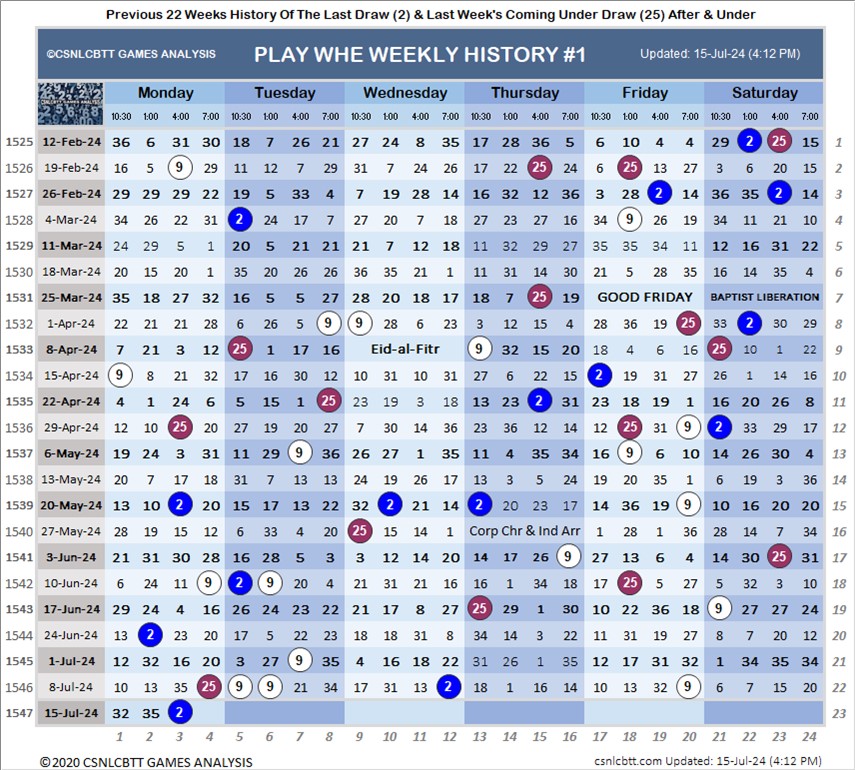 Previous 22 Weeks History Of The Last Draw (2) & Last Week's Coming Under Draw (25) After & Under
©CSNLCBTT GAMES ANALYSIS PLAY WHE WEEKLY HISTORY #1 Updated: 15-Jul-24 (4:12 PM)
CSNLCBTT GAMES ANALYSIS Monday Tuesday Wednesday Thursday Friday Saturday
10:30 1:00 4:00 7:00 10:30 1:00 4:00 7:00 10:30 1:00 4:00 7:00 10:30 1:00 4:00 7:00 10:30 1:00 4:00 7:00 10:30 1:00 4:00 7:00
1525 12-Feb-24 36 6 31 30 18 7 26 21 27 24 8 35 17 28 36 5 6 10 4 4 29 2 25 15 1
1526 19-Feb-24 16 5 9 29 11 12 7 29 31 7 24 26 17 22 25 24 6 25 13 27 3 6 20 15 2
1527 26-Feb-24 29 29 29 22 19 5 33 4 7 19 28 14 16 32 12 36 3 28 2 14 36 35 2 14 3
1528 4-Mar-24 34 26 22 31 2 24 17 7 27 20 7 18 27 23 27 16 34 9 26 19 34 11 21 10 4
1529 11-Mar-24 24 29 5 1 20 5 21 21 21 7 12 18 11 32 29 27 35 35 34 11 12 16 31 22 5
1530 18-Mar-24 20 15 20 1 35 20 26 26 36 35 21 1 11 11 14 30 21 5 28 35 16 14 35 4 6
1531 25-Mar-24 35 18 27 32 16 5 5 27 28 20 18 17 18 7 25 19 GOOD FRIDAY BAPTIST LIBERATION 7
1532 1-Apr-24 22 21 21 28 6 26 5 9 9 28 6 23 3 12 15 4 28 36 19 25 33 2 30 29 8
1533 8-Apr-24 7 21 3 12 25 1 17 16 Eid-al-Fitr 9 32 15 20 18 4 6 16 25 10 1 22 9
1534 15-Apr-24 9 8 21 32 17 16 30 12 10 31 10 31 27 6 22 15 2 19 31 27 26 1 14 16 10
1535 22-Apr-24 4 1 24 6 5 15 1 25 23 19 3 18 13 23 2 31 23 18 19 1 16 20 26 8 11
1536 29-Apr-24 12 10 25 20 27 19 20 27 7 30 14 36 23 36 12 14 12 25 31 9 2 33 29 17 12
1537 6-May-24 19 24 3 31 11 29 9 36 26 27 1 35 11 4 35 34 16 9 6 10 14 26 30 4 13
1538 13-May-24 20 7 35 18 31 7 13 13 24 19 26 17 13 3 5 24 19 20 35 14 6 19 3 36 14
1539 20-May-24 13 10 2 20 15 17 13 22 32 2 21 14 2 20 23 17 14 36 19 9 10 16 20 20 15
1540 27-May-24 28 19 15 12 6 33 4 20 25 15 14 1 Corp Chr & Ind Arr 1 28 1 36 28 14 7 34 16
1541 3-Jun-24 21 31 30 28 16 28 5 3 3 12 14 20 14 17 26 9 27 13 6 4 14 30 25 31 17
1542 10-Jun-24 6 24 11 9 2 9 20 4 21 31 21 16 16 1 34 18 17 25 5 27 5 32 3 10 18
1543 17-Jun-24 29 24 4 16 26 24 23 22 21 17 8 27 25 29 1 30 10 22 36 18 9 27 27 24 19
1544 24-Jun-24 13 2 23 20 17 5 22 23 18 18 31 8 34 14 3 22 11 31 19 27 8 7 20 12 20
1545 1-Jul-24 12 32 16 20 3 27 9 35 4 16 18 22 31 26 1 35 12 17 31 32 1 34 35 34 21
1546 8-Jul-24 10 13 35 25 9 9 21 34 17 31 13 2 18 1 16 14 10 13 32 9 6 7 15 20 22
1547 15-Jul-24 32 35 2 23
1 2 3 4 5 6 7 8 9 10 11 12 13 14 15 16 17 18 19 20 21 22 23 24
©2020 CSNLCBTT GAMES ANALYSIS csnlcbtt.com Updated: 15-Jul-24 (4:12 PM)